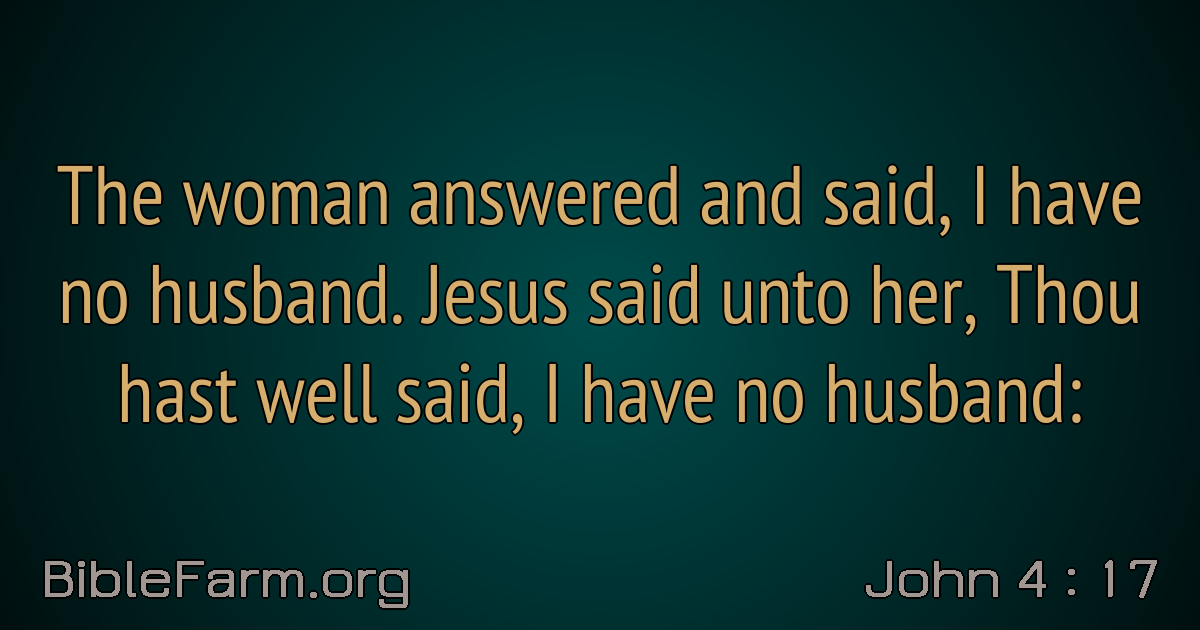 The woman answered and said, I have
no husband. Jesus said unto her, Thou
hast well said, I have no husband:
BibleFarm.org
John 4 : 17